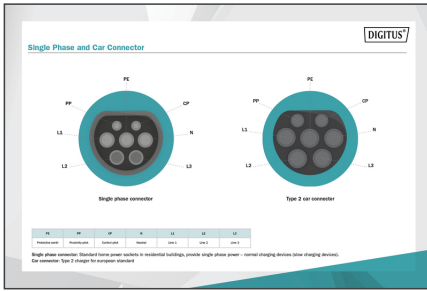 DIGITUS®
Single Phase and Car Connector
PE
PP
CP
L1
N
L2
L3
Single phase connector
PE
PP
CP
L1
N
L2
L3
Type 2 car connector
PE PP CP N L1 L2 L3
Protective earth Proximity pilot Control pilot Neutral Line 1 Line 2 Line 3
Single phase connector: Standard home power sockets in residential buildings, provide single phase power – normal charging devices (slow charging devices).
Car connector: Type 2 charger for european standard